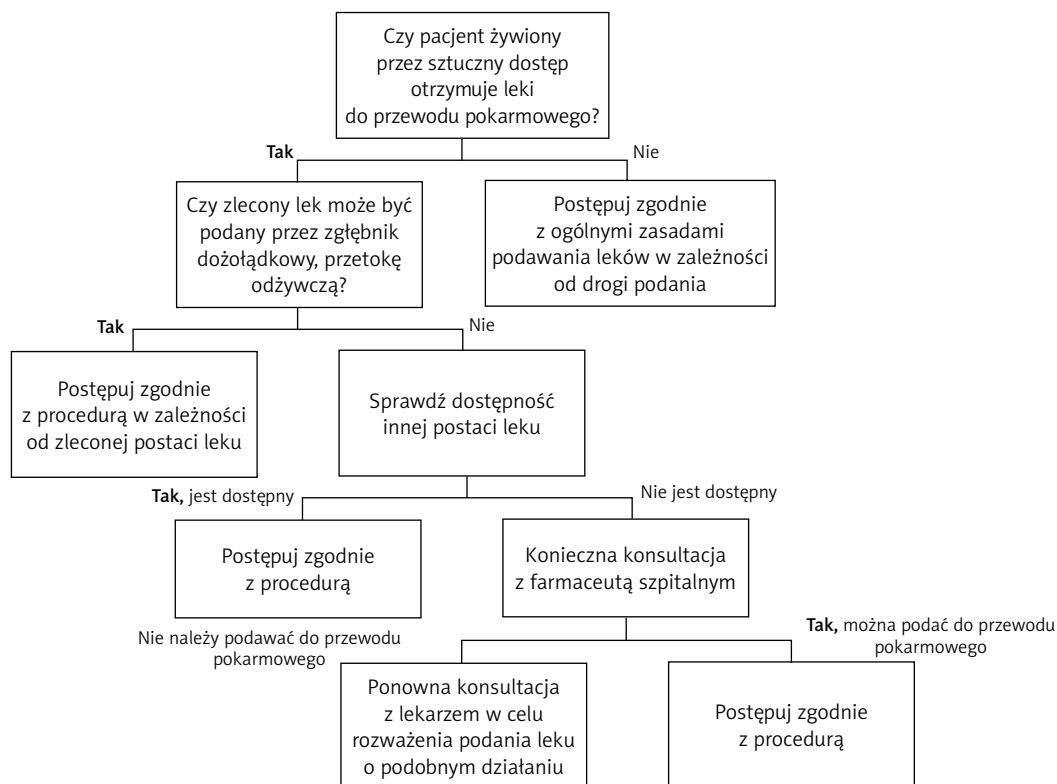 Czy pacjent żywiony
przez sztuczny dostęp
otrzymuje leki
do przewodu pokarmowego?
Tak
Nie
Czy zlecony lek może być
podany przez zgłębnik
dożołądkowy, przetokę
odżywczą?
Postępuj zgodnie
z ogólnymi zasadami
podawania leków w zależności
od drogi podania
Tak
Nie
Postępuj zgodnie
z procedurą w zależności
od zleconej postaci leku
Sprawdź dostępność
innej postaci leku
Tak, jest dostępny
Nie jest dostępny
Postępuj zgodnie
z procedurą
Konieczna konsultacja
z farmaceutą szpitalnym
Nie należy podawać do przewodu
pokarmowego
Tak, można podać do przewodu
pokarmowego
Ponowna konsultacja
z lekarzem w celu
rozważenia podania leku
o podobnym działaniu
Postępuj zgodnie
z procedurą